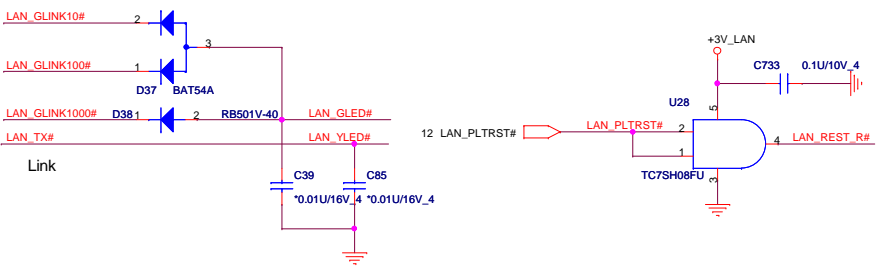 LAN_GLINK10#
2
3
LAN_GLINK100#
1
D37
BAT54A
LAN_GLINK1000#
D38
1
2
RB501V-40
LAN_GLED#
LAN_TX#
LAN_YLED#
Link
C39
*0.01U/16V_4
C85
*0.01U/16V_4
+3V_LAN
C733
0.1U/10V_4
U28
5
12
LAN_PLTRST#
LAN_PLTRST#
2
1
4
LAN_REST_R#
TC7SH08FU
3